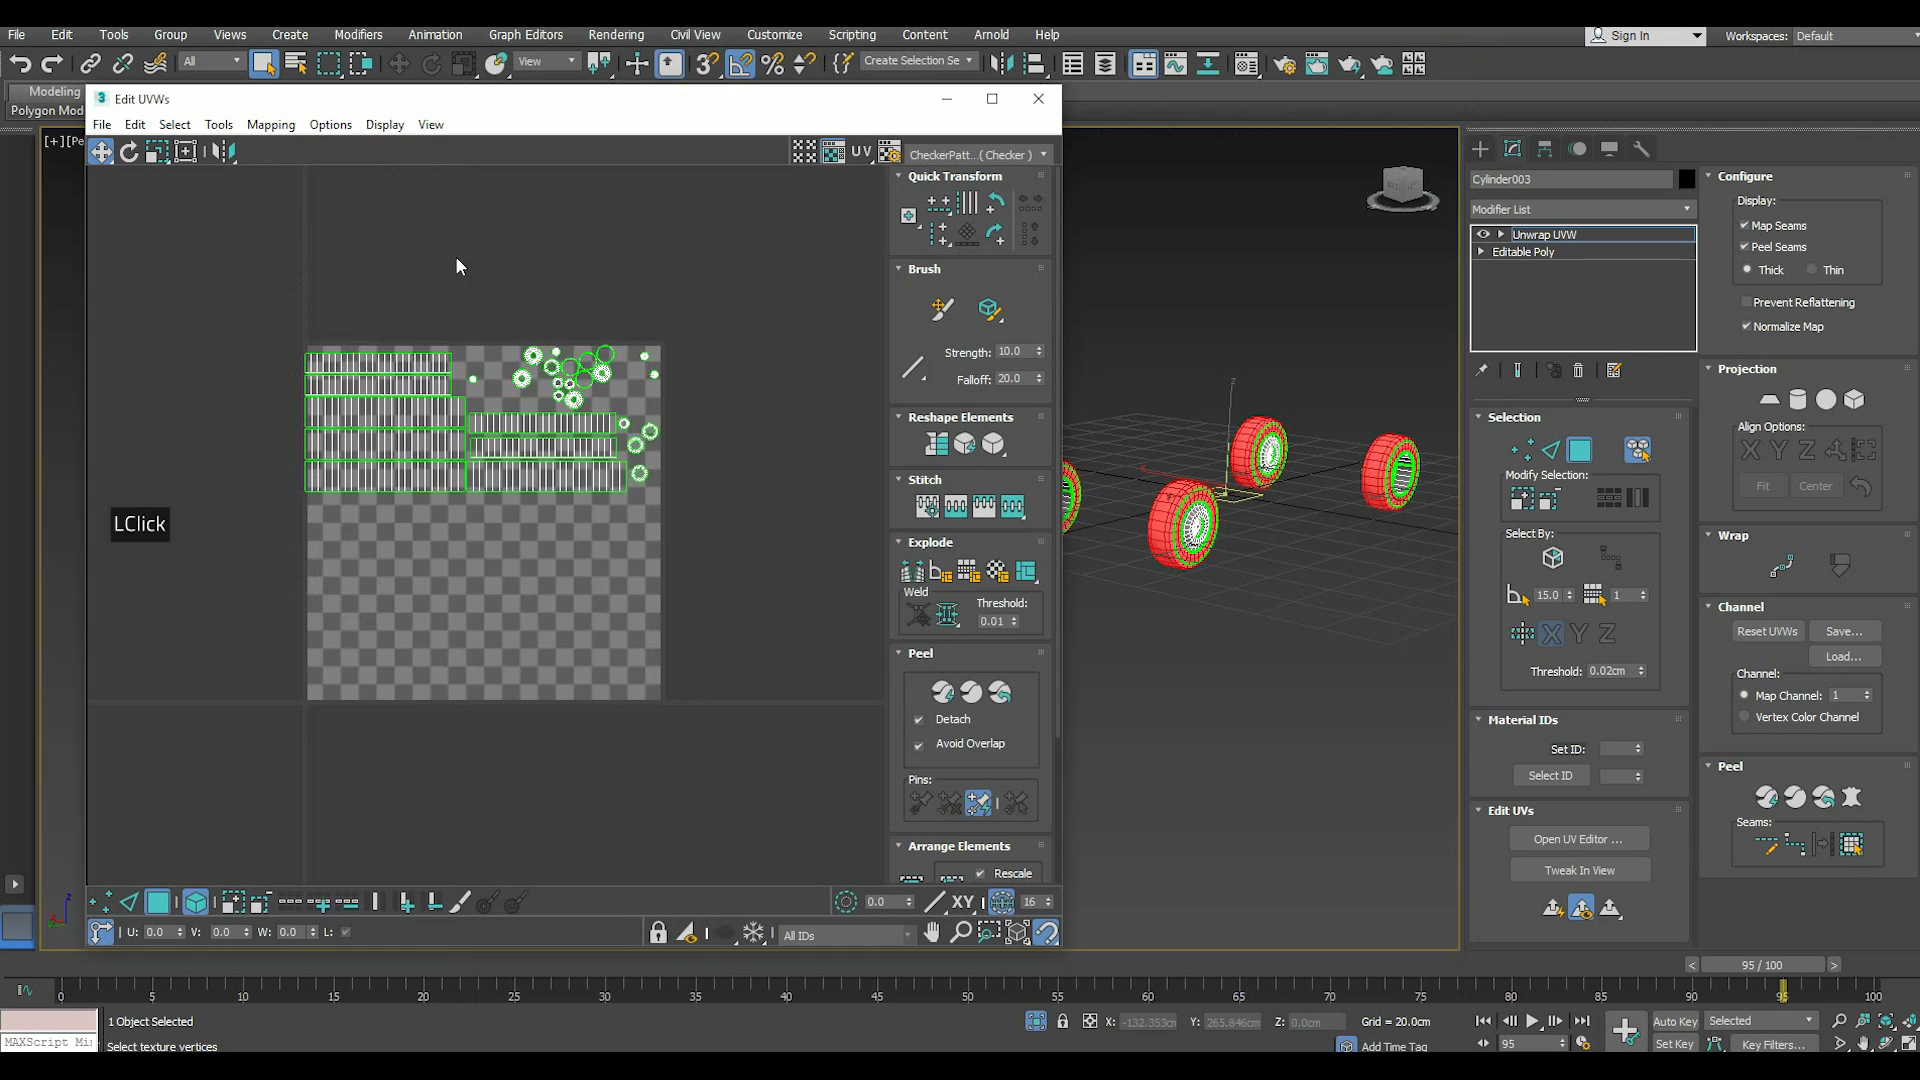 File Edit Tools Group Views Create Modifiers Animation Graph Editors Rendering Civil View Customize Scripting Content Arnold Help
Sign In Workspaces: Default
All View Create Selection Se
Modeling
Polygon Mod
3 Edit UVWs
File Edit Select Tools Mapping Options Display View
UV CheckerPatt...( Checker )
[+][Pe
Quick Transform
Brush
Strength: 10.0
Falloff: 20.0
Reshape Elements
Stitch
Explode
Weld
Threshold:
0.01
Peel
Detach
Avoid Overlap
Pins:
Arrange Elements
Rescale
LClick
0.0 XY 16
U: 0.0 V: 0.0 W: 0.0 L:
All IDs
Cylinder003
Modifier List
Unwrap UVW
Editable Poly
Selection
Modify Selection:
Select By:
15.0 1
X Y Z
Threshold: 0.02cm
Material IDs
Set ID:
Select ID
Edit UVs
Open UV Editor ...
Tweak In View
Configure
Display:
Map Seams
Peel Seams
Thick Thin
Prevent Reflattening
Normalize Map
Projection
Align Options:
X Y Z
Fit Center
Wrap
Channel
Reset UVWs Save...
Load...
Channel:
Map Channel: 1
Vertex Color Channel
Peel
Seams:
< 95 / 100 >
0 5 10 15 20 25 30 35 40 45 50 55 60 65 70 75 80 85 90 95 100
1 Object Selected
X: -132.353cm Y: 265.846cm Z: 0.0cm Grid = 20.0cm
Auto Key Selected
MAXScript Mi
Select texture vertices
Add Time Tag
95
Set Key Key Filters...